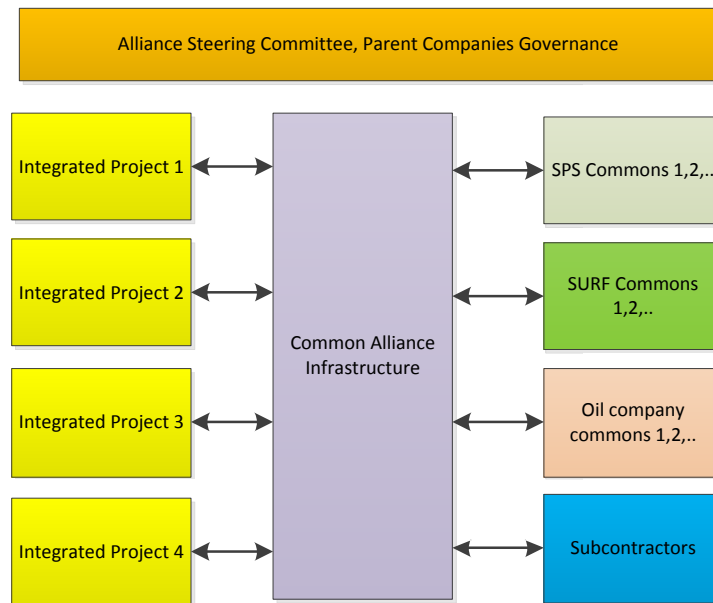 Alliance Steering Committee, Parent Companies Governance
Integrated Project 1
Integrated Project 2
Integrated Project 3
Integrated Project 4
Common Alliance
Infrastructure
SPS Commons 1,2,..
SURF Commons
1,2,..
Oil company
commons 1,2,..
Subcontractors